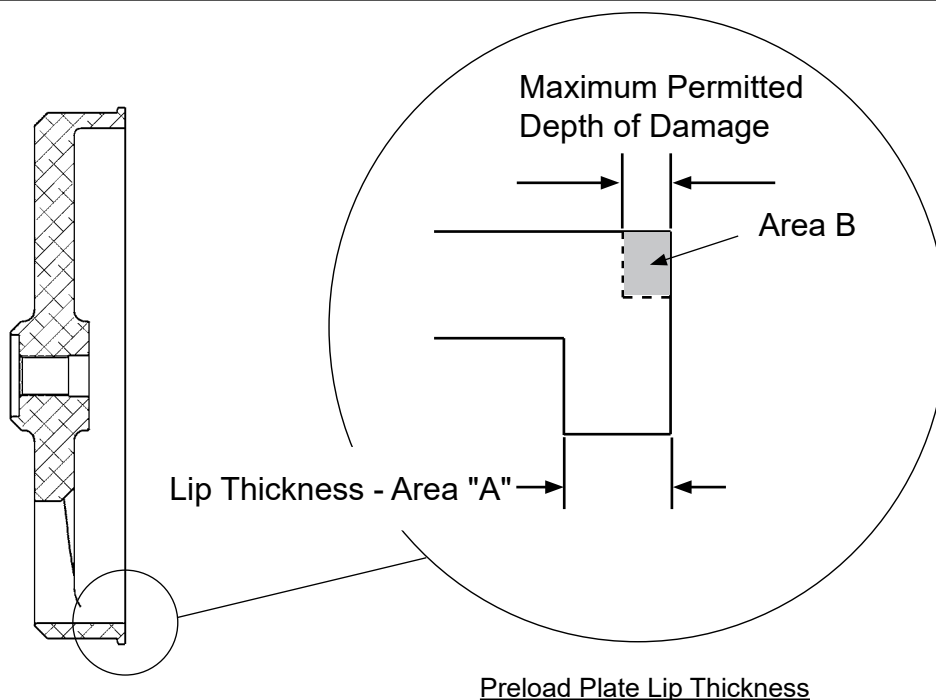 Maximum Permitted
Depth of Damage
Area B
Lip Thickness - Area "A"
Preload Plate Lip Thickness